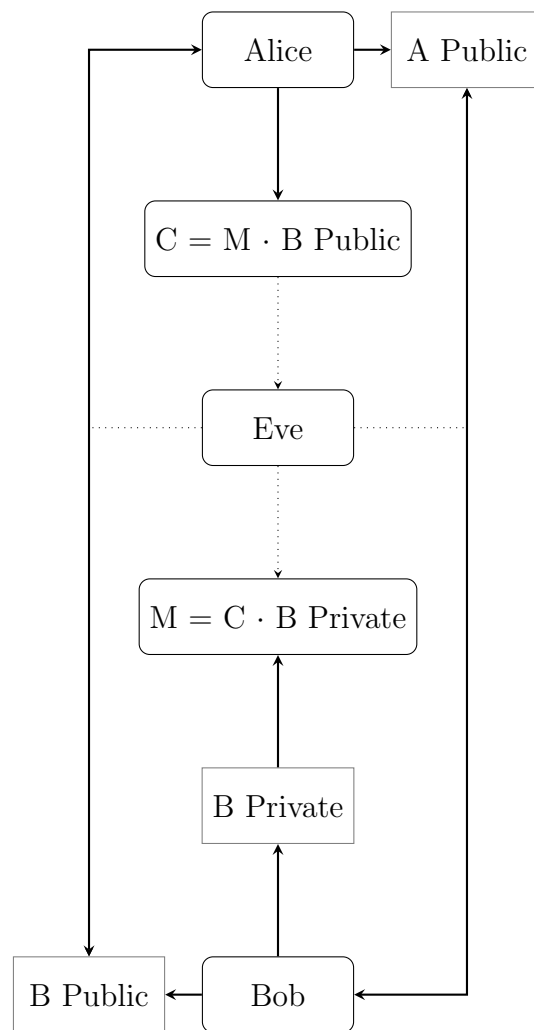 Alice
A Public
C = M · B Public
Eve
M = C · B Private
B Private
B Public
Bob